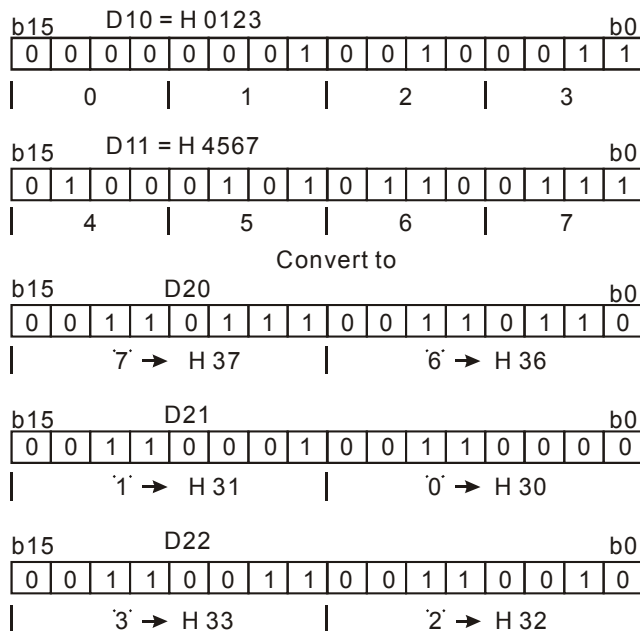 D10 = H 0123
b15 b0
0 0 0 0 0 0 0 1 0 0 1 0 0 0 1 1
0 1 2 3
D11 = H 4567
b15 b0
0 1 0 0 0 1 0 1 0 1 1 0 0 1 1 1
4 5 6 7
Convert to
b15 D20 b0
0 0 1 1 0 1 1 1 0 0 1 1 0 1 1 0
'7' → H 37 '6' → H 36
b15 D21 b0
0 0 1 1 0 0 0 1 0 0 1 1 0 0 0 0
'1' → H 31 '0' → H 30
b15 D22 b0
0 0 1 1 0 0 1 1 0 0 1 1 0 0 1 0
'3' → H 33 '2' → H 32